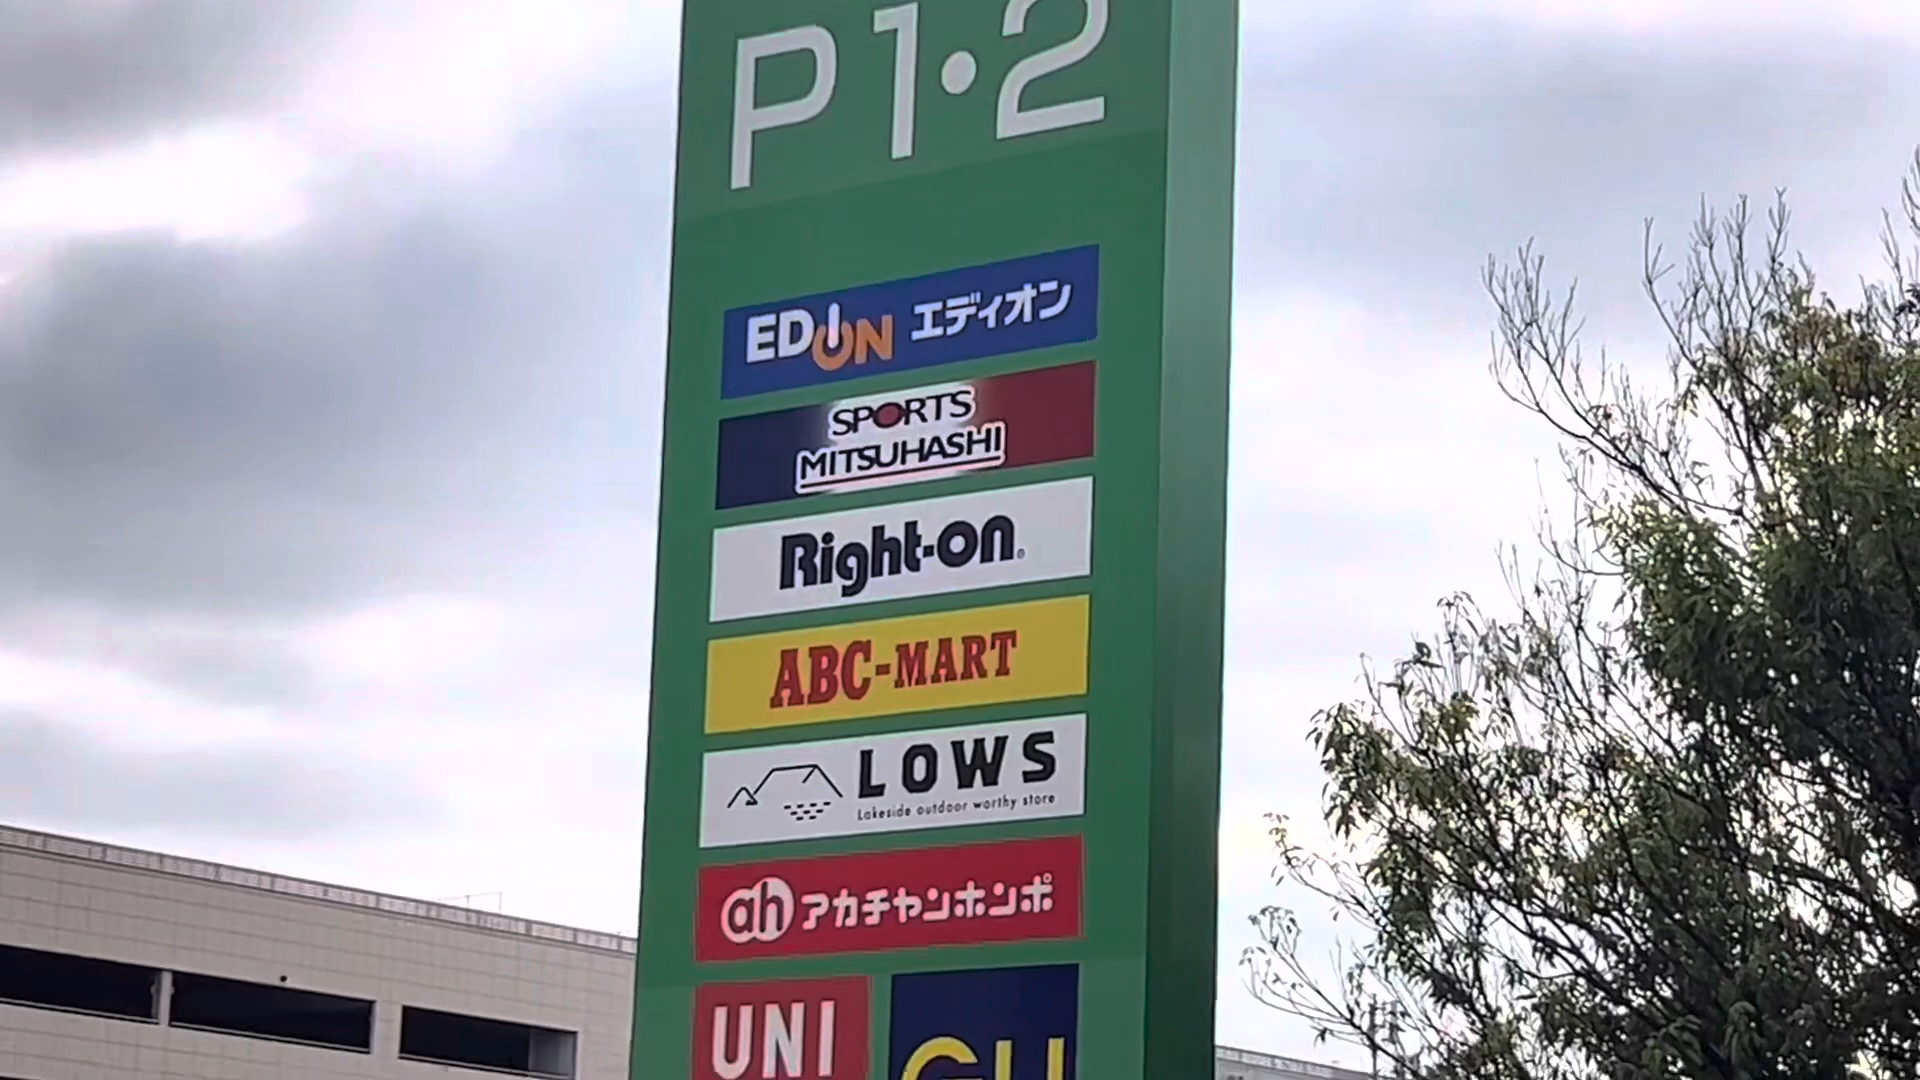 P1・2
EDION エディオン
SPORTS
MITSUHASHI
Right-on
ABC-MART
LOWS
Lakeside outdoor worthy store
ah アカチャンホンポ
UNI GU